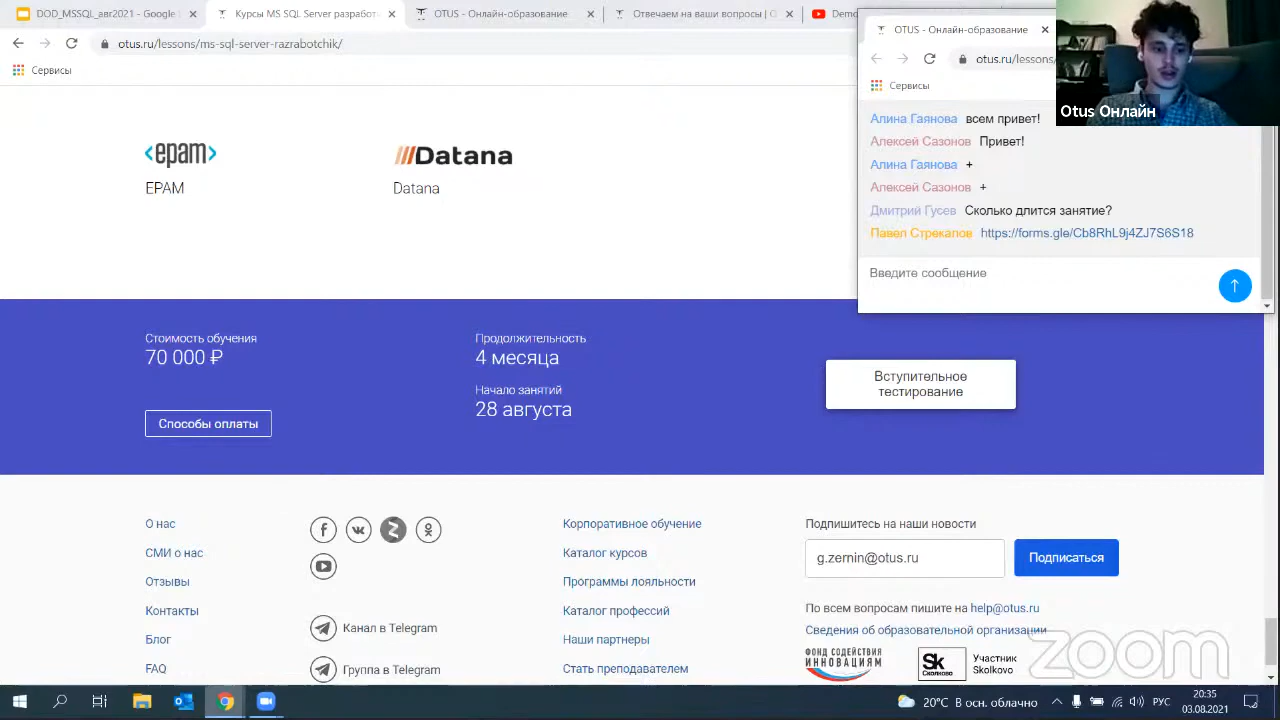 DOD_MSSQL_авг2021 - Google
Курсы MS SQL Server разработ
OTUS - Онлайн-образование
Отвечаем на ваши вопросы | O
Demo
OTUS - Онлайн-образование
otus.ru/lessons/ms-sql-server-razrabotchik/
otus.ru/lessons/
Сервисы
Сервисы
Otus Онлайн
Алина Гаянова всем привет!
Алексей Сазонов Привет!
Алина Гаянова +
Алексей Сазонов +
Дмитрий Гусев Сколько длится занятие?
Павел Стрекалов https://forms.gle/Cb8RhL9j4ZJ7S6S18
Введите сообщение
<epam>
Datana
EPAM
Datana
Стоимость обучения
70 000 ₽
Способы оплаты
Продолжительность
4 месяца
Начало занятий
28 августа
Вступительное
тестирование
О нас
СМИ о нас
Отзывы
Контакты
Блог
FAQ
Канал в Telegram
Группа в Telegram
Корпоративное обучение
Каталог курсов
Программы лояльности
Каталог профессий
Наши партнеры
Стать преподавателем
Подпишитесь на наши новости
g.zernin@otus.ru
Подписаться
По всем вопросам пишите на help@otus.ru
Сведения об образовательной организации
ФОНД СОДЕЙСТВИЯ
ИННОВАЦИЯМ
Sk
Сколково
Участник
Skolkovo
zoom
20°C В осн. облачно
РУС
20:35
03.08.2021